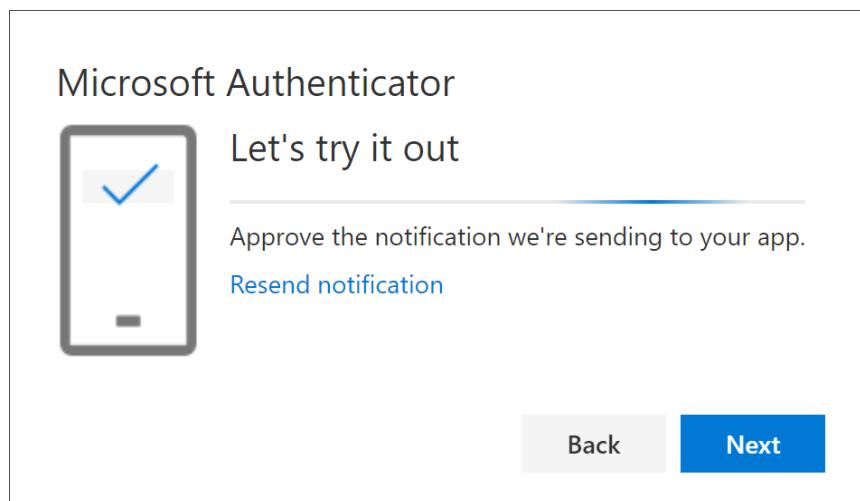 Microsoft Authenticator
Let's try it out
Approve the notification we're sending to your app.
Resend notification
Back
Next